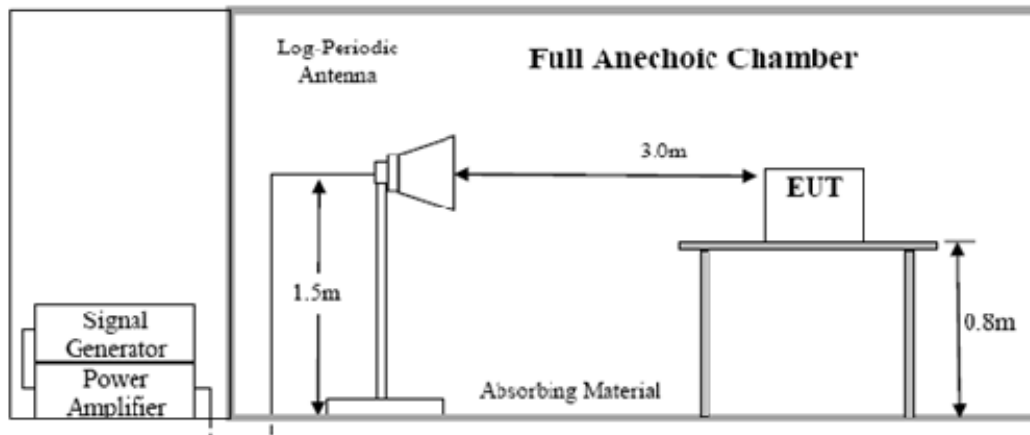 Log-Periodic
Antenna
Full Anechoic Chamber
3.0m
EUT
1.5m
0.8m
Signal
Generator
Power
Amplifier
Absorbing Material